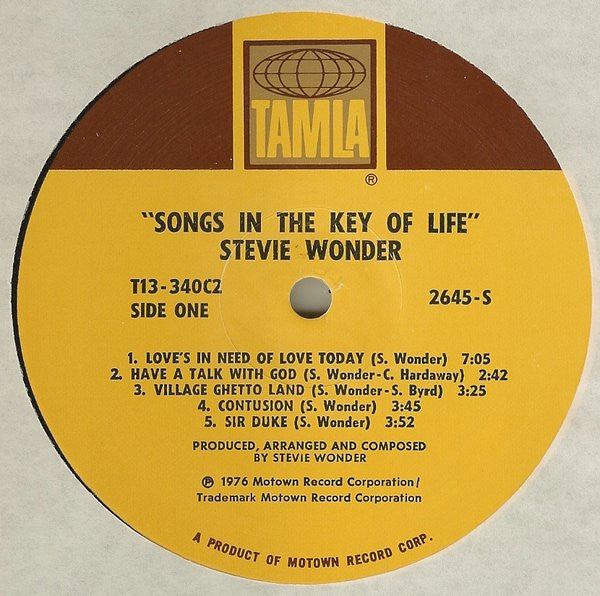 TAMLA
®
"SONGS IN THE KEY OF LIFE"
STEVIE WONDER
T13-340C2
SIDE ONE
2645-S
1. LOVE'S IN NEED OF LOVE TODAY (S. Wonder) 7:05
2. HAVE A TALK WITH GOD (S. Wonder-C. Hardaway) 2:42
3. VILLAGE GHETTO LAND (S. Wonder-S. Byrd) 3:25
4. CONTUSION (S. Wonder) 3:45
5. SIR DUKE (S. Wonder) 3:52
PRODUCED, ARRANGED AND COMPOSED
BY STEVIE WONDER
℗ 1976 Motown Record Corporation/
Trademark Motown Record Corporation
A PRODUCT OF MOTOWN RECORD CORP.